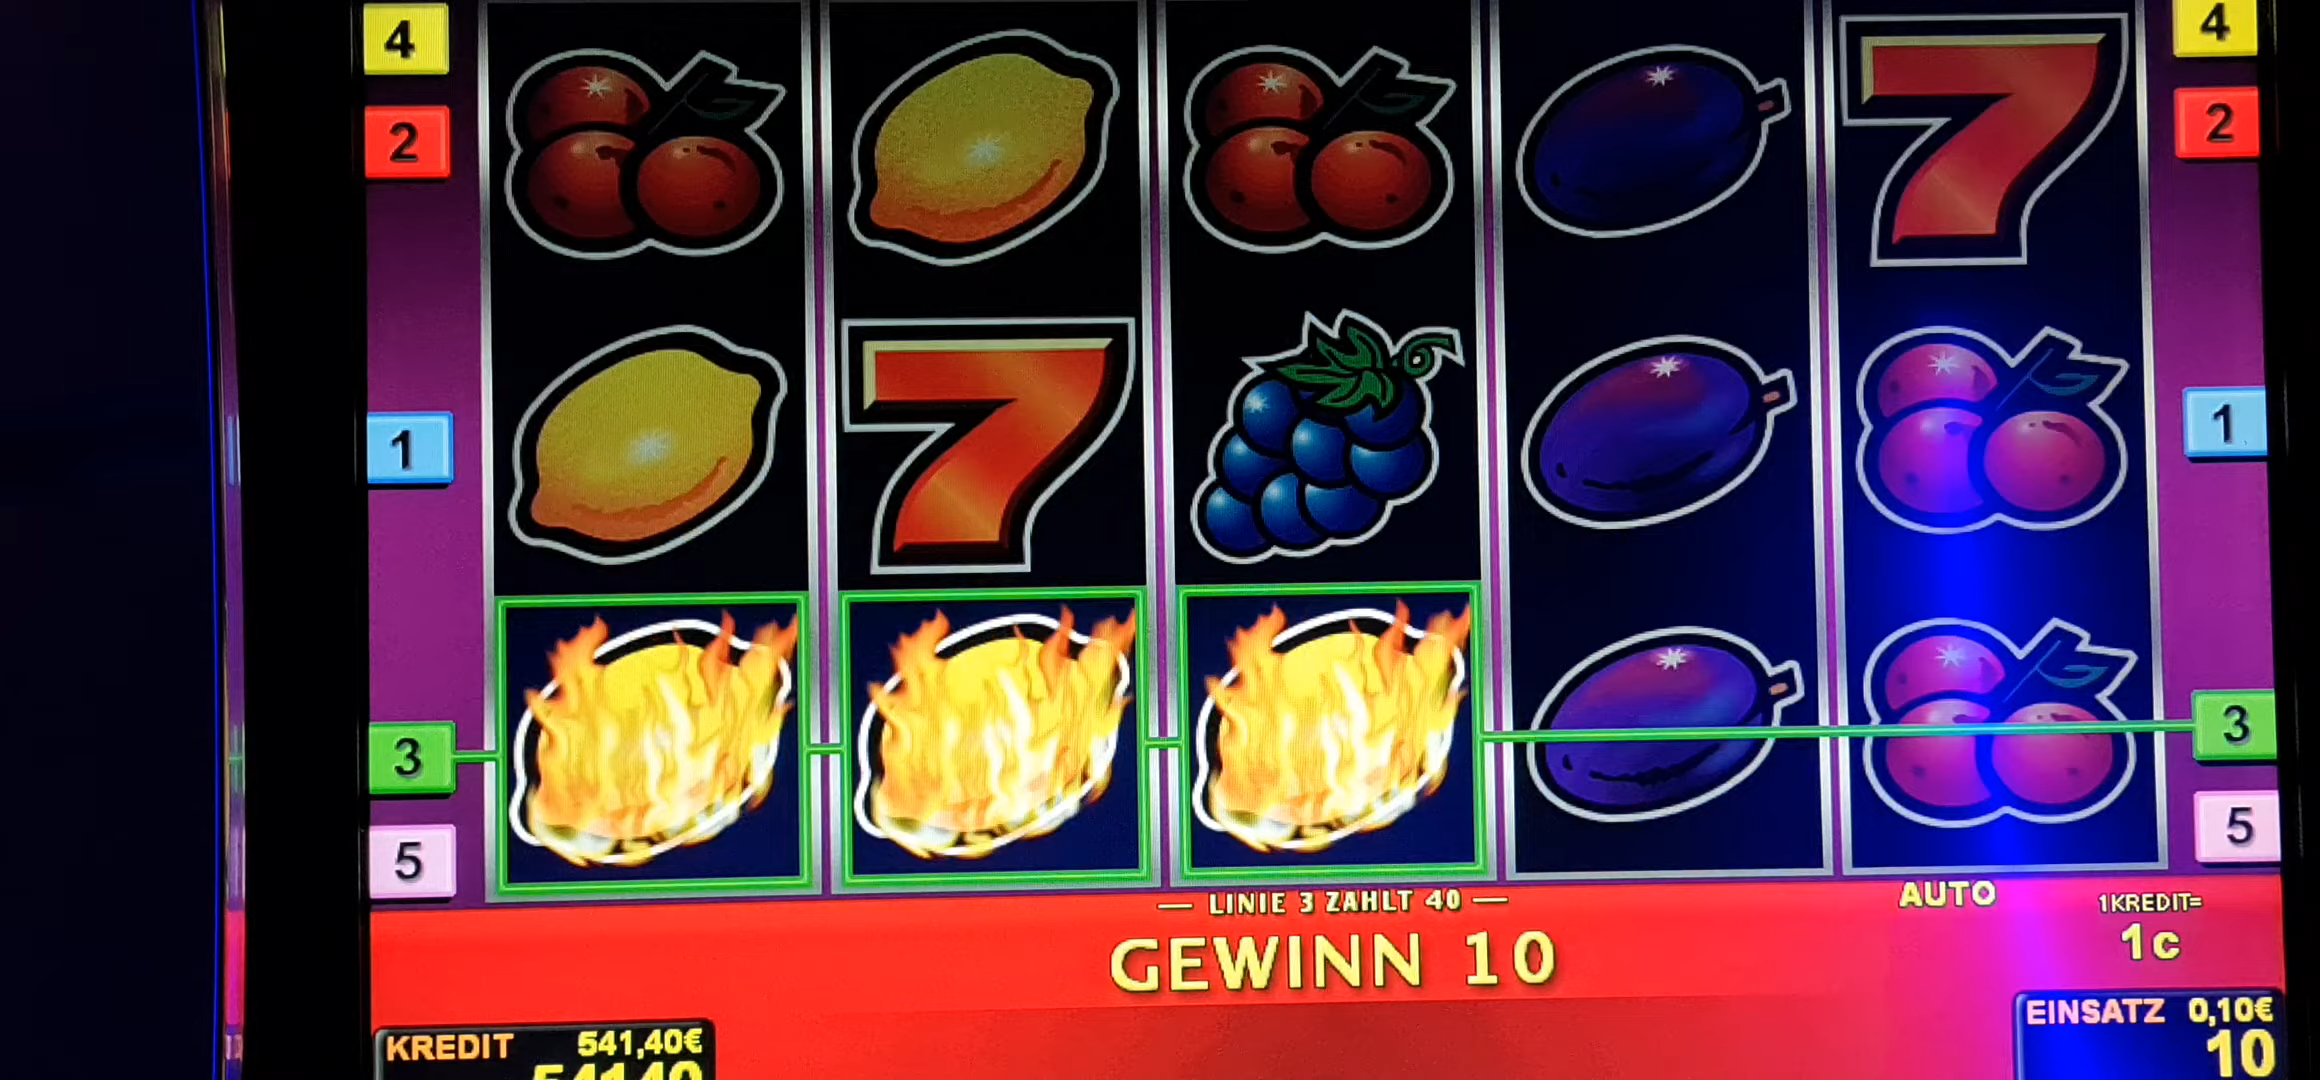 4
4
2
2
1
1
3
3
5
5
— LINIE 3 ZAHLT 40 —
AUTO
1KREDIT=
1c
GEWINN 10
KREDIT 541,40€
54140
EINSATZ 0,10€
10